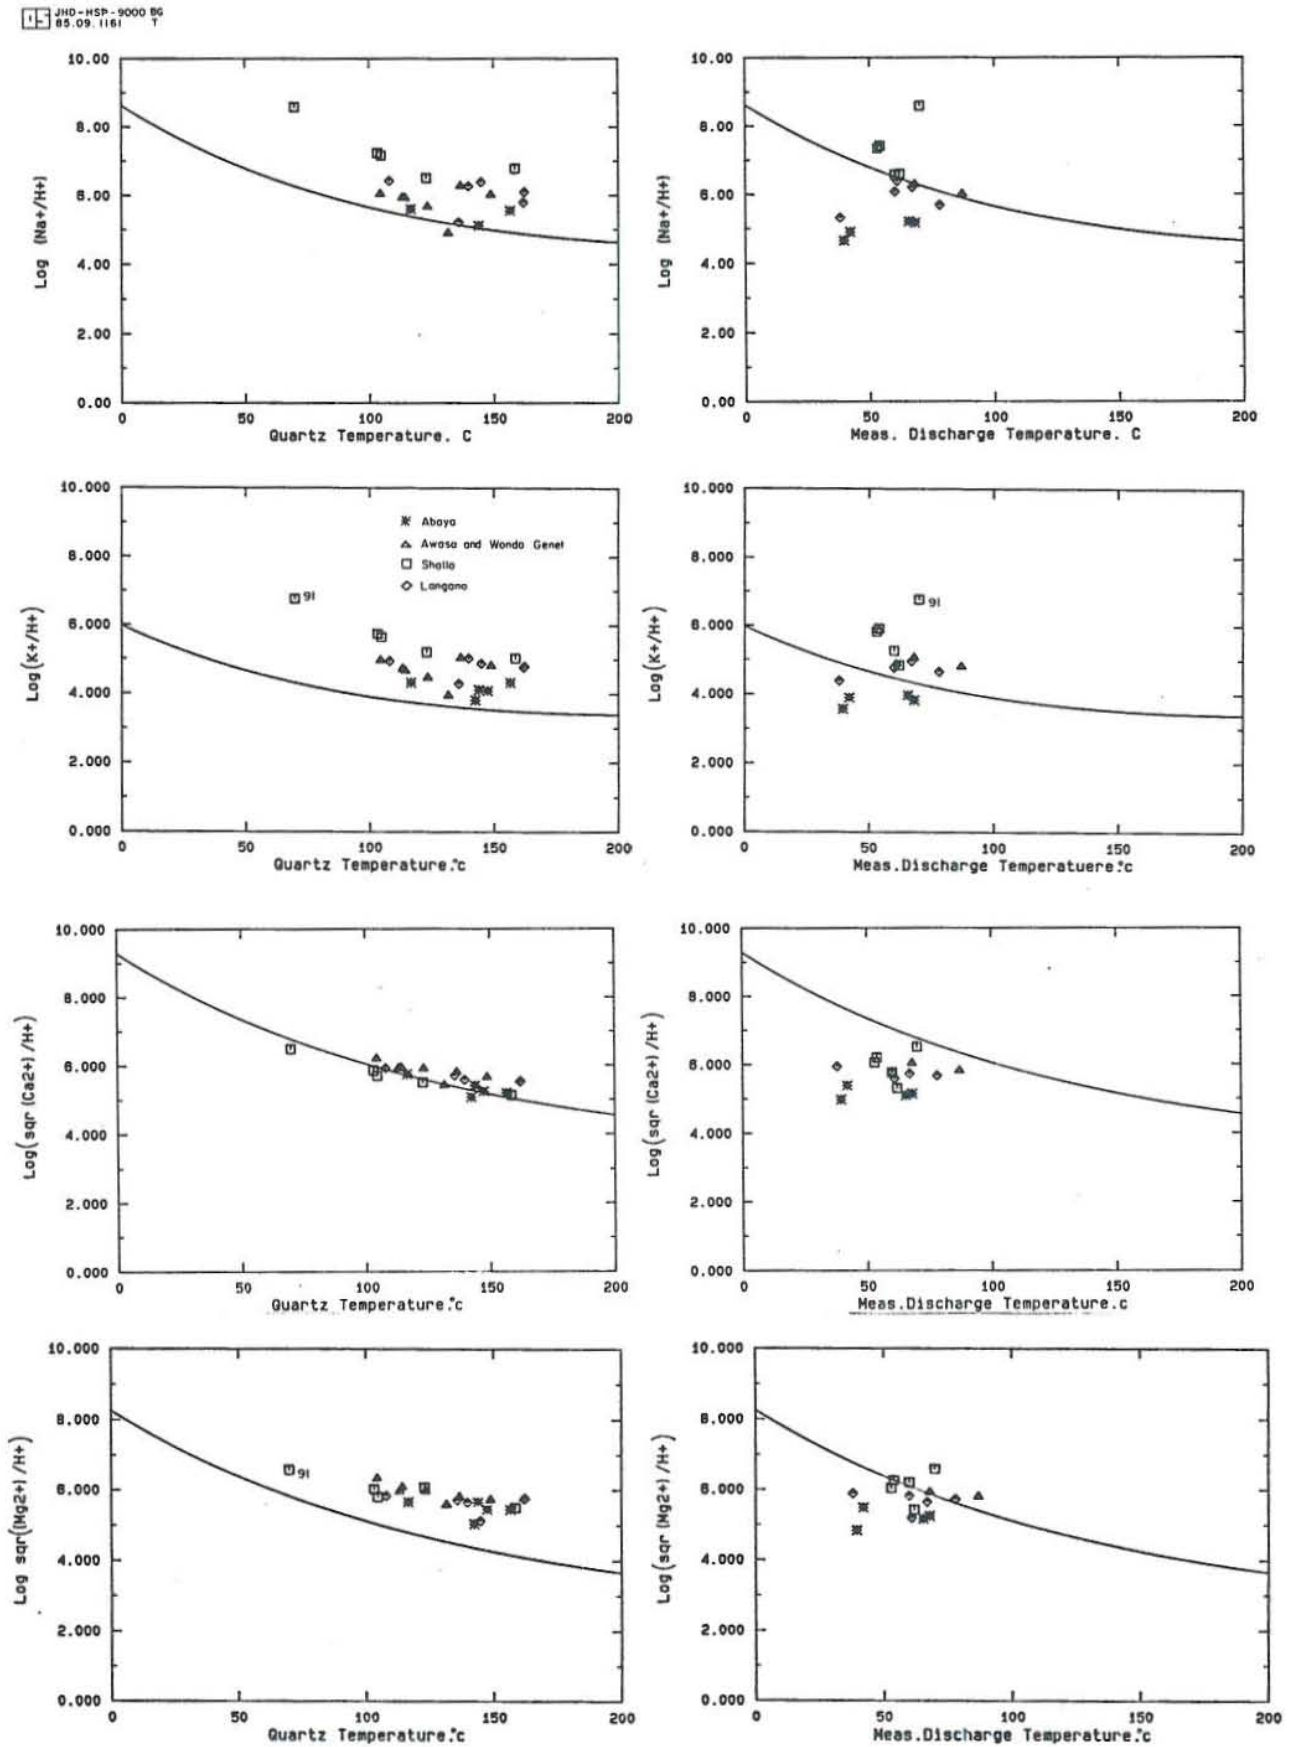 JHD-HSP-9000 BG
85.09.1161 T
10.00
8.00
6.00
4.00
2.00
0.00
Log (Na+/H+)
0 50 100 150 200
Quartz Temperature. C
10.00
8.00
6.00
4.00
2.00
0.00
Log (Na+/H+)
0 50 100 150 200
Meas. Discharge Temperature. C
10.000
8.000
6.000
4.000
2.000
0.000
Log(K+/H+)
Abaya
Awasa and Wondo Genet
Shalla
Langano
91
0 50 100 150 200
Quartz Temperature.°c
10.000
8.000
6.000
4.000
2.000
0.000
Log(K+/H+)
91
0 50 100 150 200
Meas.Discharge Temperatuere.°c
10.000
8.000
6.000
4.000
2.000
0.000
Log(sqr (Ca2+) /H+)
0 50 100 150 200
Quartz Temperature.°c
10.000
8.000
6.000
4.000
2.000
0.000
Log(sqr (Ca2+) /H+)
0 50 100 150 200
Meas.Discharge Temperature.c
10.000
8.000
6.000
4.000
2.000
0.000
Log sqr((Mg2+) /H+)
91
0 50 100 150 200
Quartz Temperature.°c
10.000
8.000
6.000
4.000
2.000
0.000
Log(sqr (Mg2+) /H+)
0 50 100 150 200
Meas.Discharge Temperature.°c